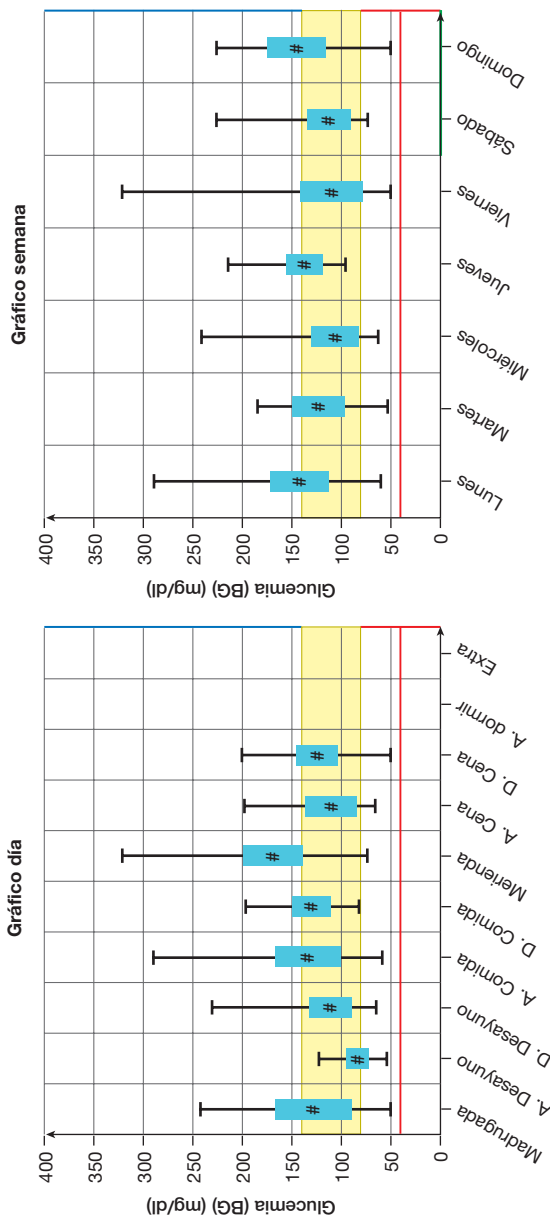 Gráfico día
Glucemia (BG) (mg/dl)
400
350
300
250
200
150
100
50
0
#
#
#
#
#
#
#
#
Madrugada
A. Desayuno
D. Desayuno
A. Comida
D. Comida
Merienda
A. Cena
D. Cena
A. dormir
Extra
Gráfico semana
Glucemia (BG) (mg/dl)
400
350
300
250
200
150
100
50
0
#
#
#
#
#
#
#
Lunes
Martes
Miércoles
Jueves
Viernes
Sábado
Domingo